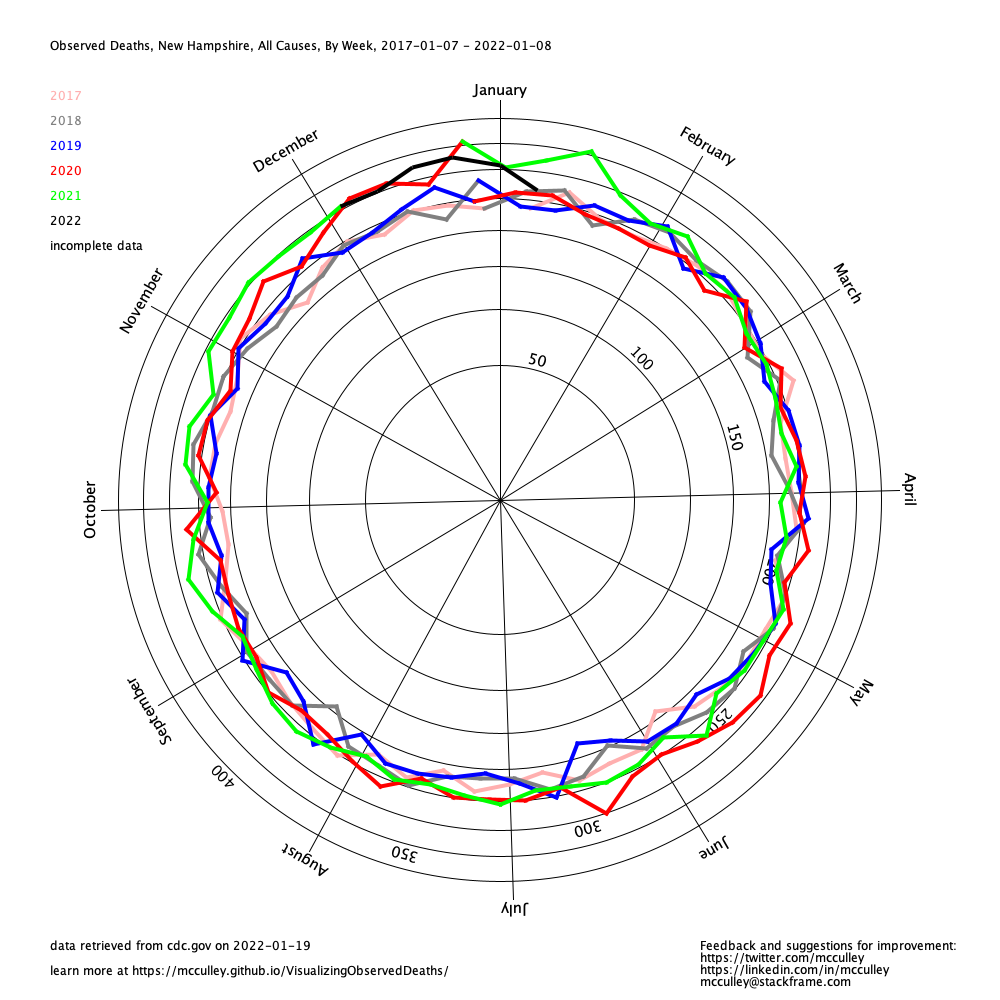 Observed Deaths, New Hampshire, All Causes, By Week, 2017-01-07 - 2022-01-08
2017
2018
2019
2020
2021
2022
incomplete data
January
February
March
April
May
June
July
August
September
October
November
December
50
100
150
200
250
300
350
400
data retrieved from cdc.gov on 2022-01-19
learn more at https://mcculley.github.io/VisualizingObservedDeaths/
Feedback and suggestions for improvement:
https://twitter.com/mcculley
https://linkedin.com/in/mcculley
mcculley@stackframe.com